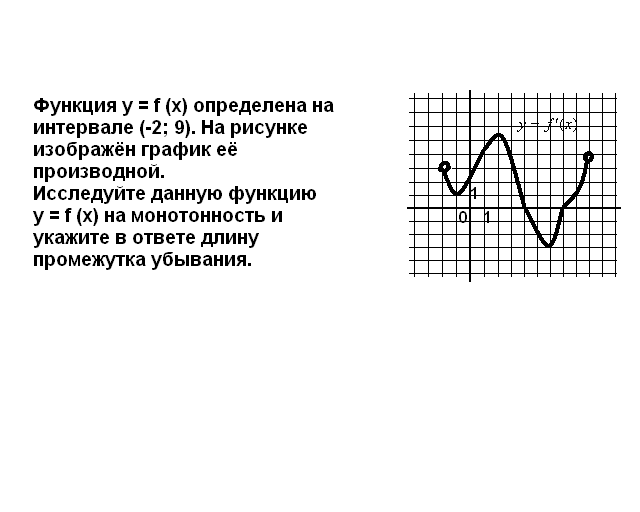 Функция y = f (x) определена на
интервале (-2; 9). На рисунке
изображён график её
производной.
Исследуйте данную функцию
y = f (x) на монотонность и
укажите в ответе длину
промежутка убывания.
y = f '(x)
1
0 1